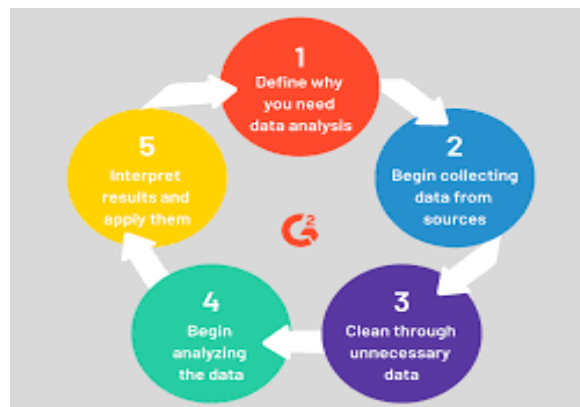 1
Define why
you need
data analysis
2
Begin collecting
data from
sources
3
Clean through
unnecessary
data
4
Begin
analyzing
the data
5
Interpret
results and
apply them
G2